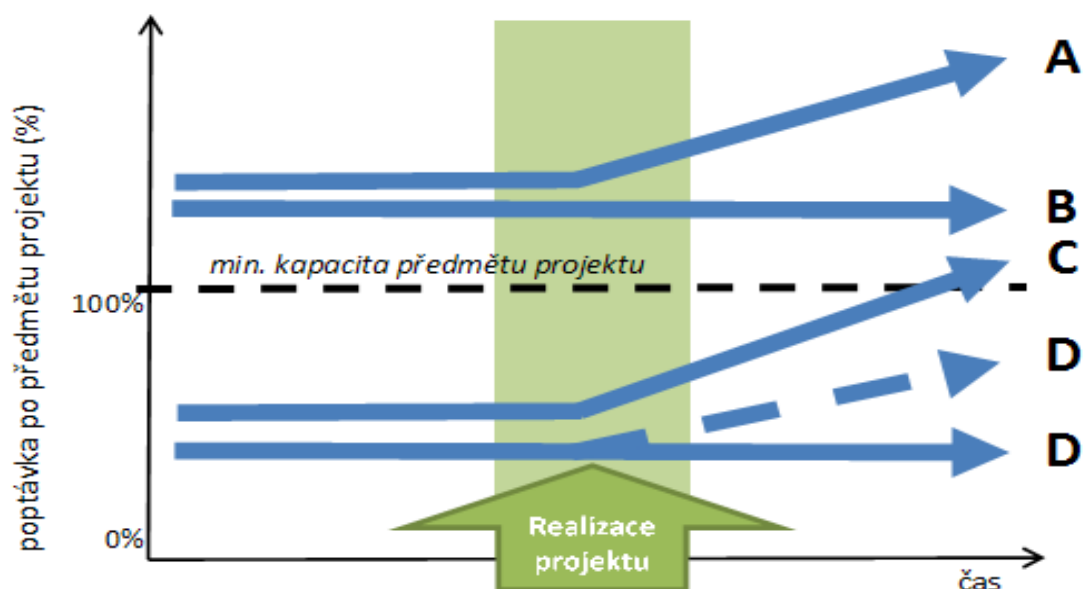 poptávka po předmětu projektu (%)
A
B
min. kapacita předmětu projektu
C
100%
D
D
Realizace
projektu
0%
čas